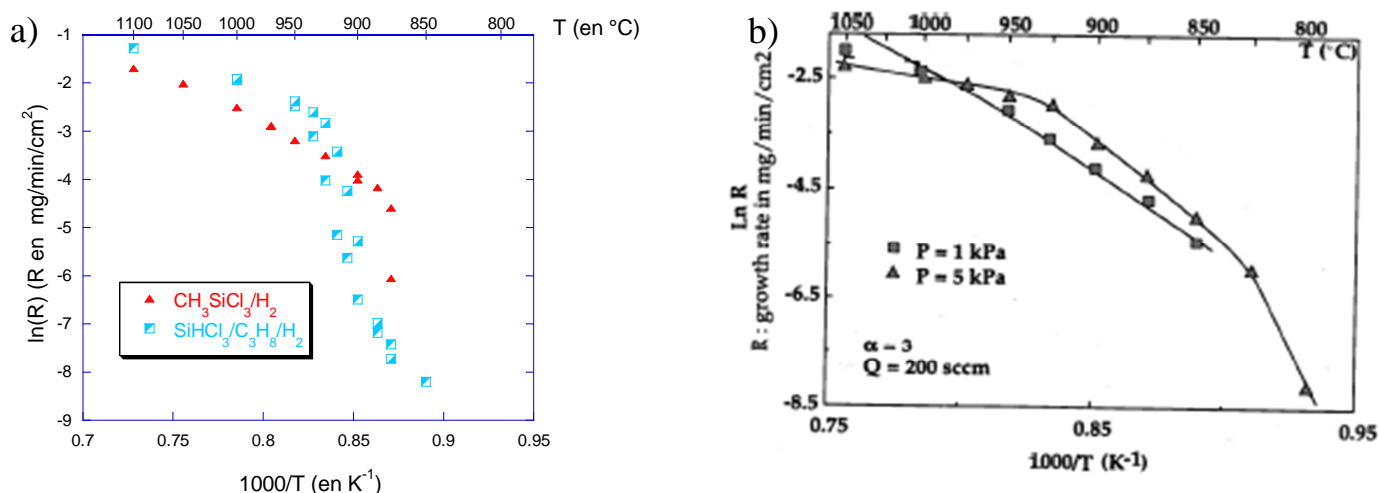 a)
1100 1050 1000 950 900 850 800
T (en °C)
-1
-2
-3
-4
-5
-6
-7
-8
-9
ln(R) (R en mg/min/cm²)
CH₃SiCl₃/H₂
SiHCl₃/C₃H₈/H₂
0.7 0.75 0.8 0.85 0.9 0.95
1000/T (en K⁻¹)
b)
1050 1000 950 900 850 800
T (°C)
-2.5
-4.5
-8.5
Ln R
R : growth rate in mg/min/cm2
P = 1 kPa
P = 5 kPa
α = 3
Q = 200 sccm
0.75 0.85 0.95
1000/T (K⁻¹)